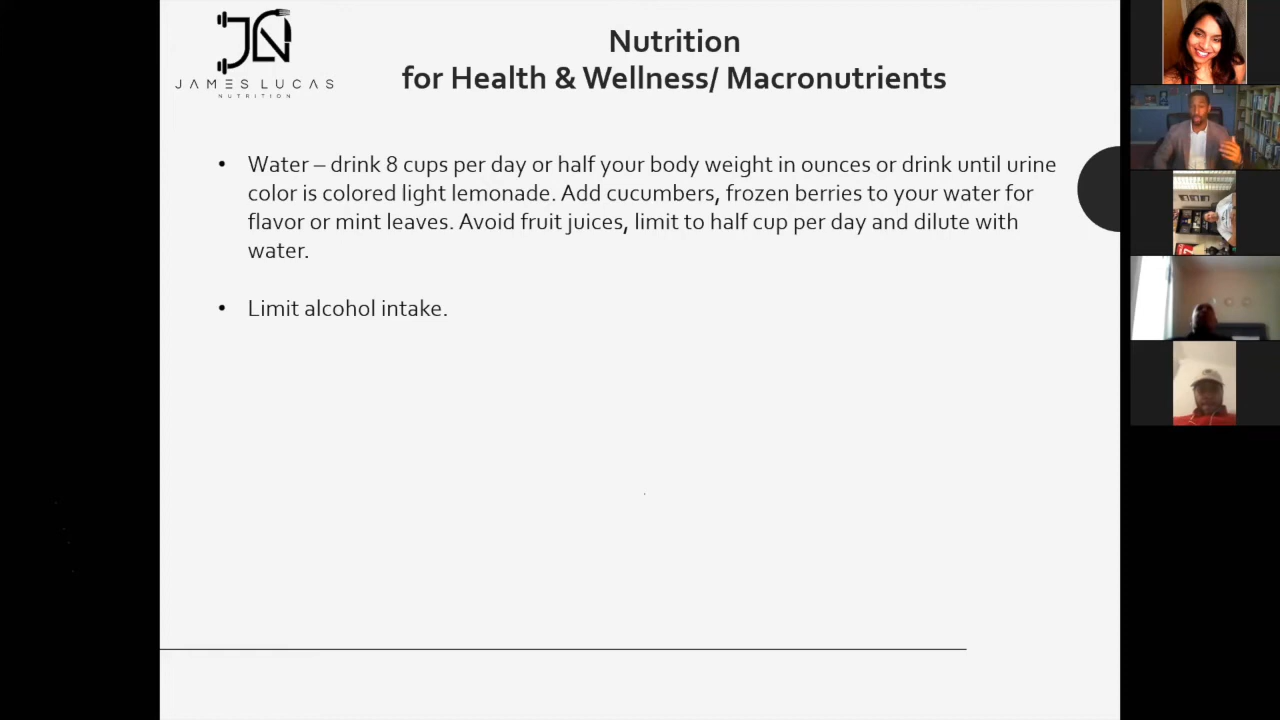 JN
JAMES LUCAS
NUTRITION
Nutrition
for Health & Wellness/ Macronutrients
• Water – drink 8 cups per day or half your body weight in ounces or drink until urine
color is colored light lemonade. Add cucumbers, frozen berries to your water for
flavor or mint leaves. Avoid fruit juices, limit to half cup per day and dilute with
water.
• Limit alcohol intake.